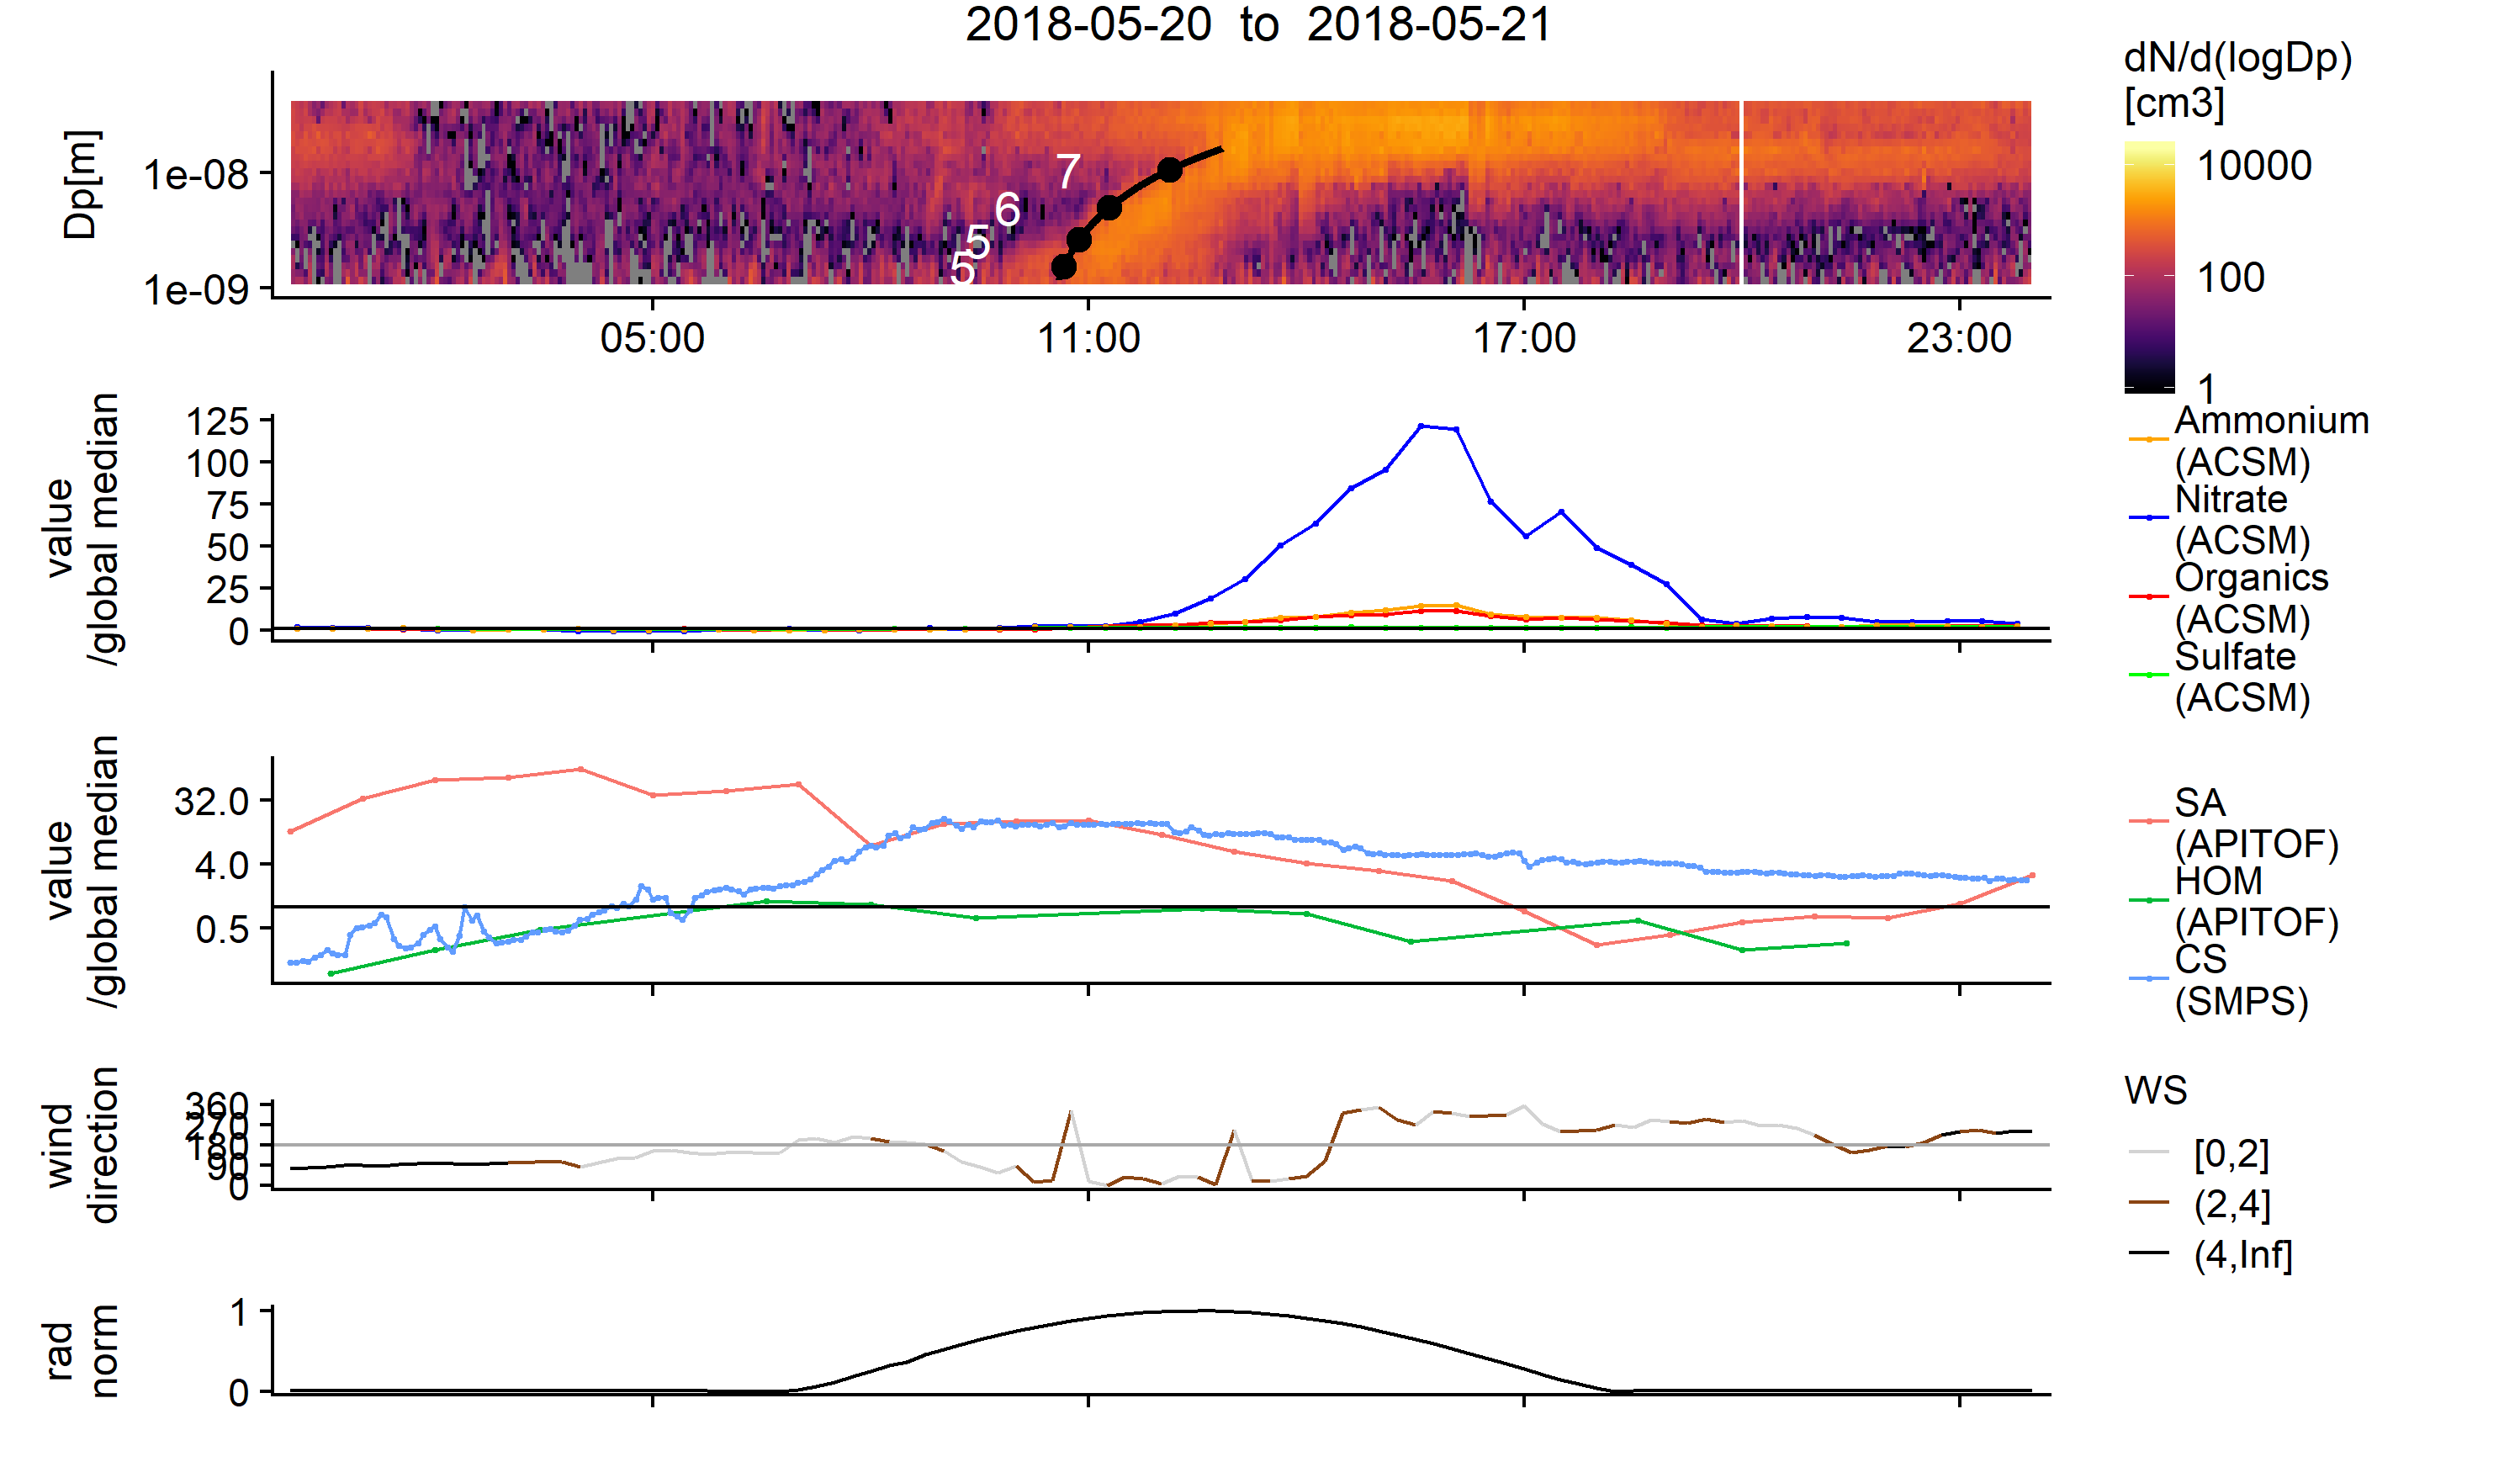 2018-05-20 to 2018-05-21
dN/d(logDp)
[cm3]
10000
100
1
Dp[m]
1e-08
1e-09
7
6
5
5
05:00
11:00
17:00
23:00
value
/global median
125
100
75
50
25
0
Ammonium
(ACSM)
Nitrate
(ACSM)
Organics
(ACSM)
Sulfate
(ACSM)
value
/global median
32.0
4.0
0.5
SA
(APITOF)
HOM
(APITOF)
CS
(SMPS)
wind
direction
360
270
180
90
0
WS
[0,2]
(2,4]
(4,Inf]
rad
norm
1
0